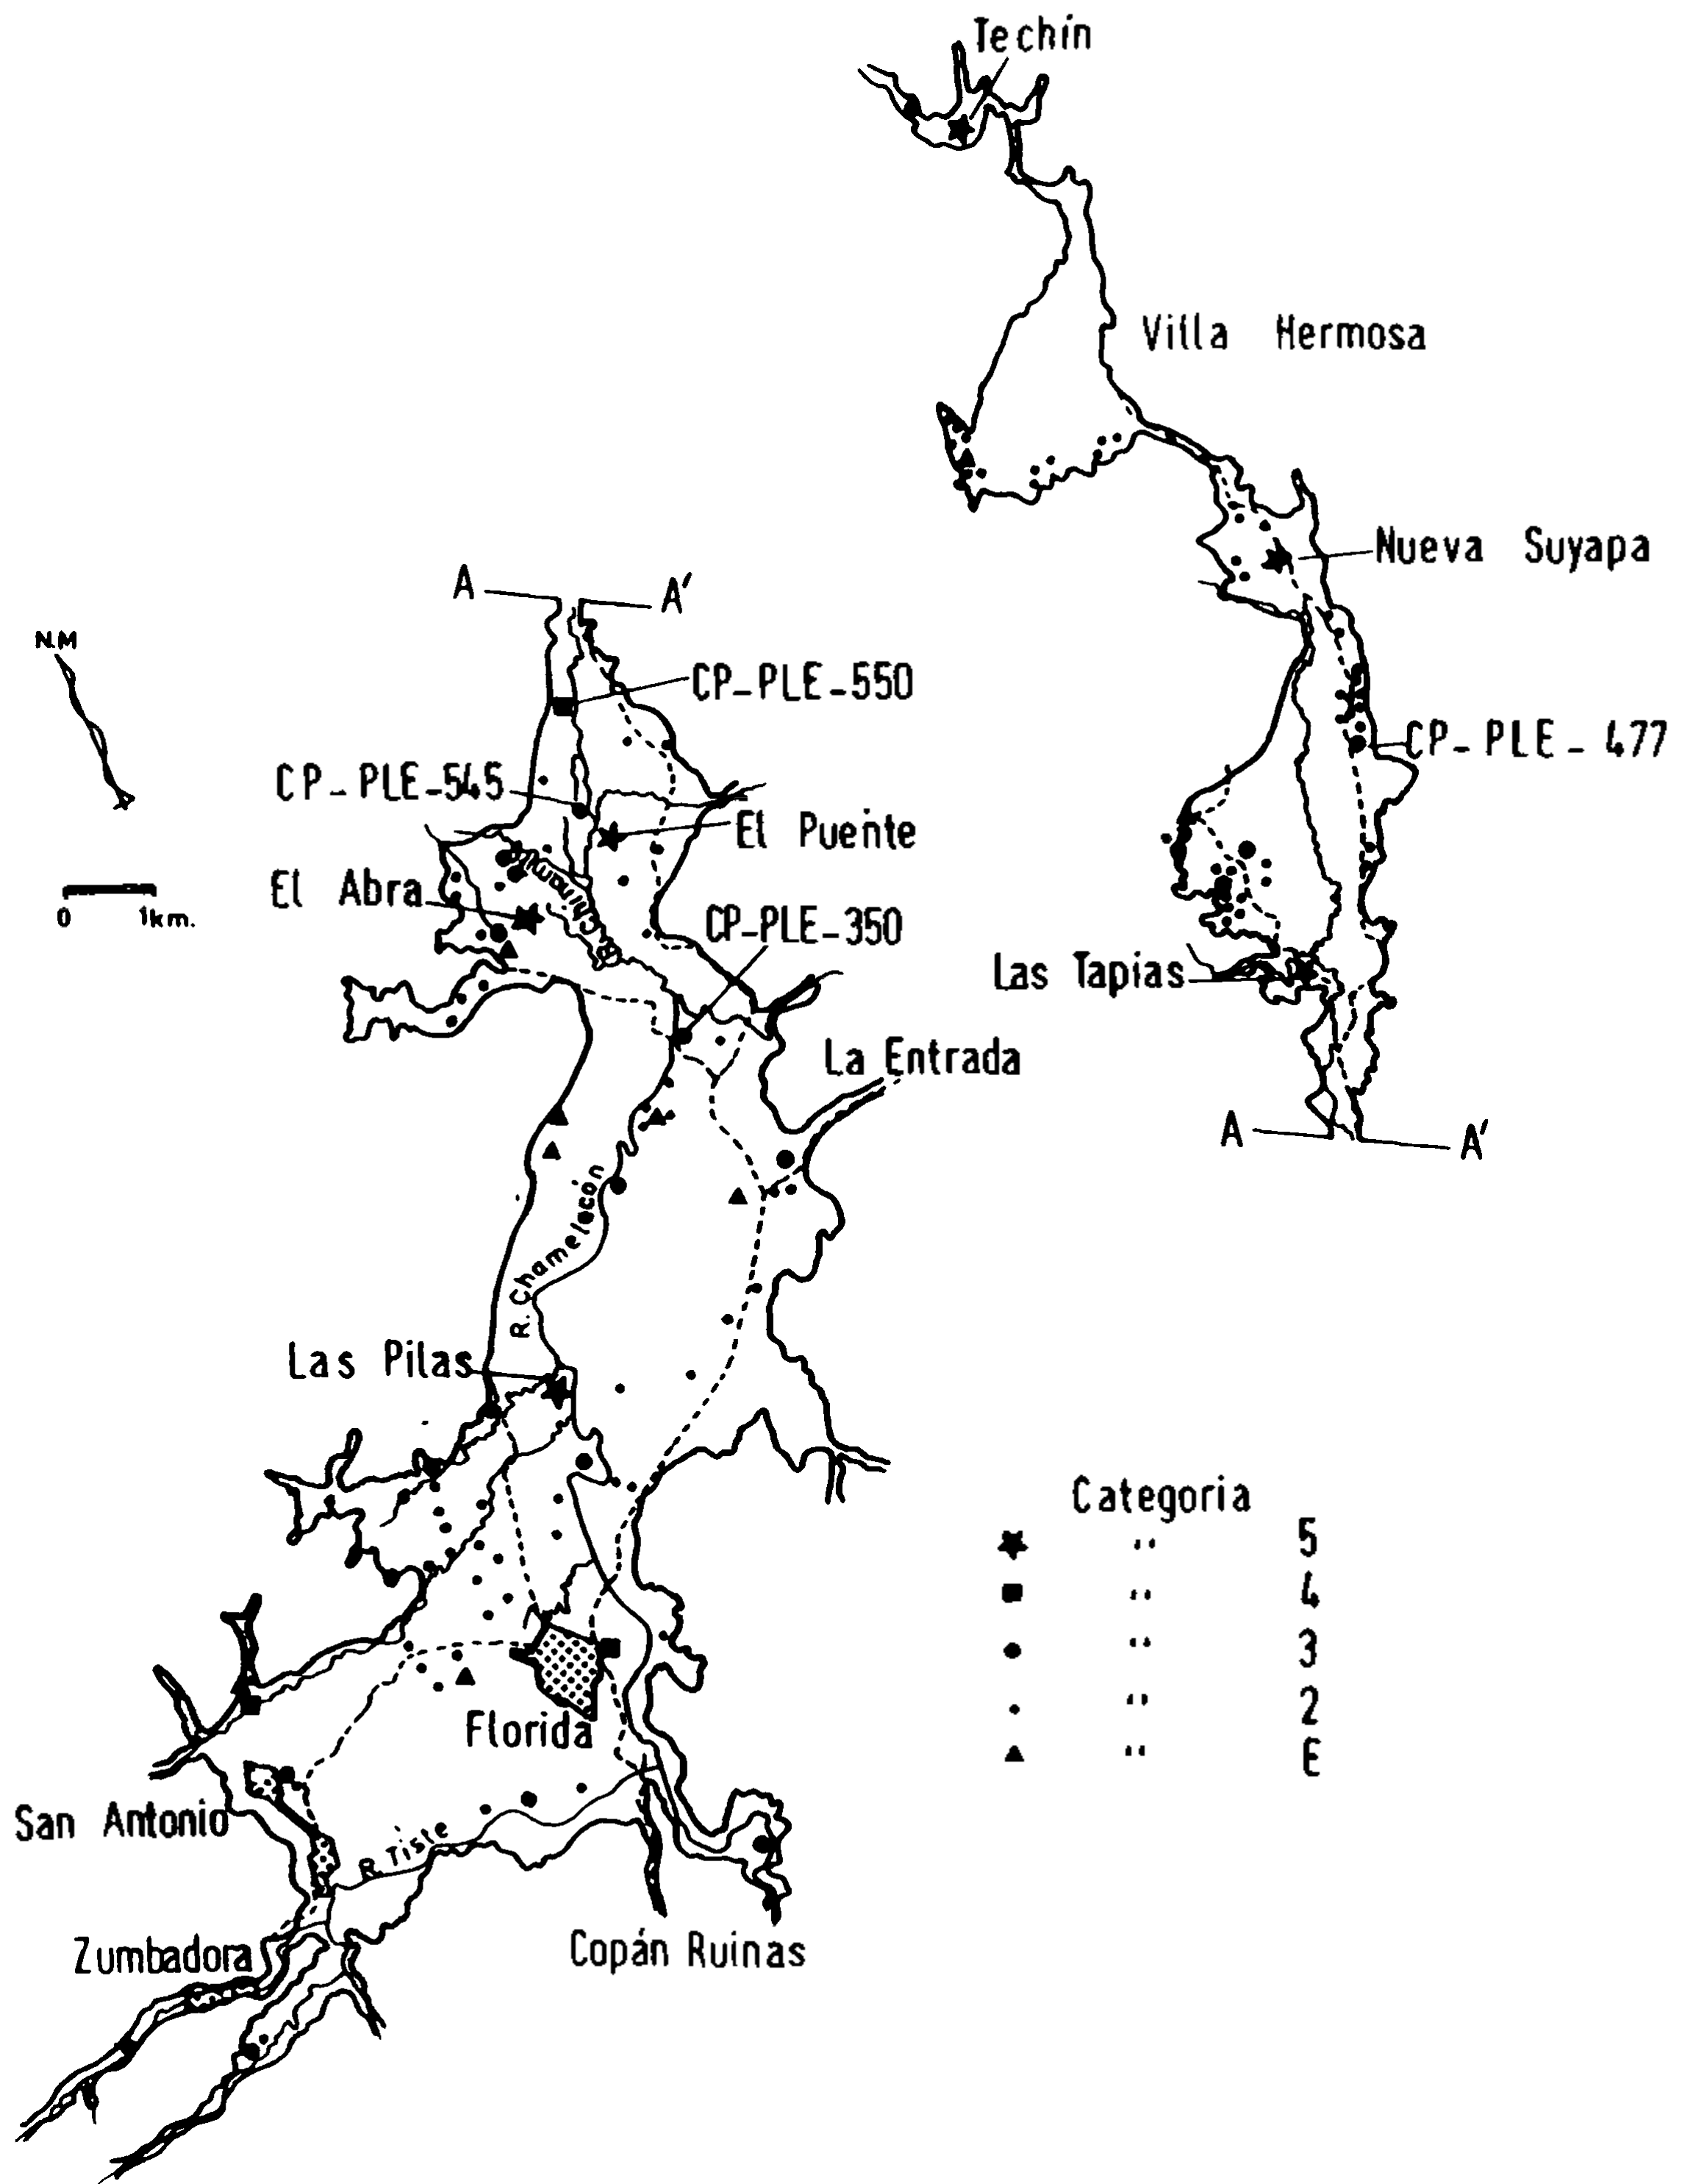 Techín
Villa Hermosa
Nueva Suyapa
A A'
N.M
CP-PLE-550
CP-PLE-477
CP-PLE-545
El Puente
El Abra
0 1km.
CP-PLE-350
Las Tapias
La Entrada
A A'
R. Chamelecón
Las Pilas
Categoria
" 5
" 4
" 3
" 2
" E
Florida
San Antonio
R. Tiste
Zumbadora
Copán Ruinas